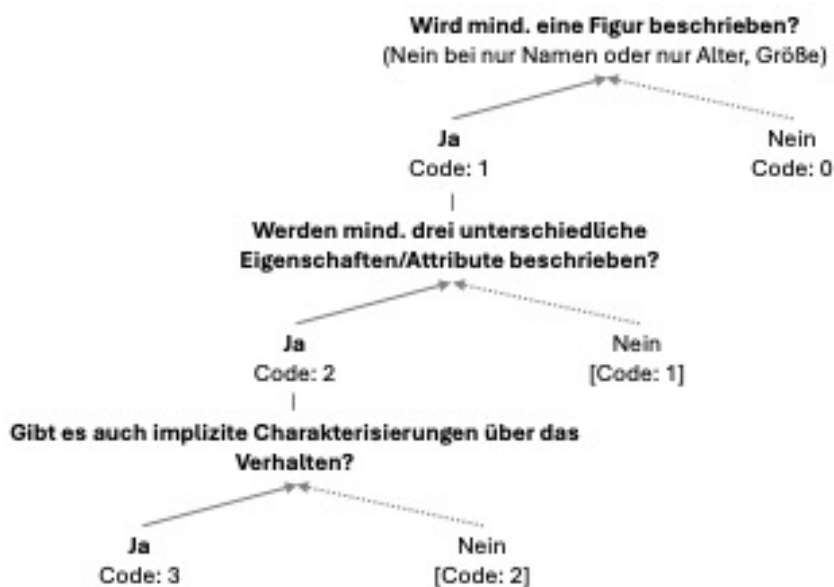 Wird mind. eine Figur beschrieben?
(Nein bei nur Namen oder nur Alter, Größe)
Ja Nein
Code: 1 Code: 0
Werden mind. drei unterschiedliche
Eigenschaften/Attribute beschrieben?
Ja Nein
Code: 2 [Code: 1]
Gibt es auch implizite Charakterisierungen über das
Verhalten?
Ja Nein
Code: 3 [Code: 2]